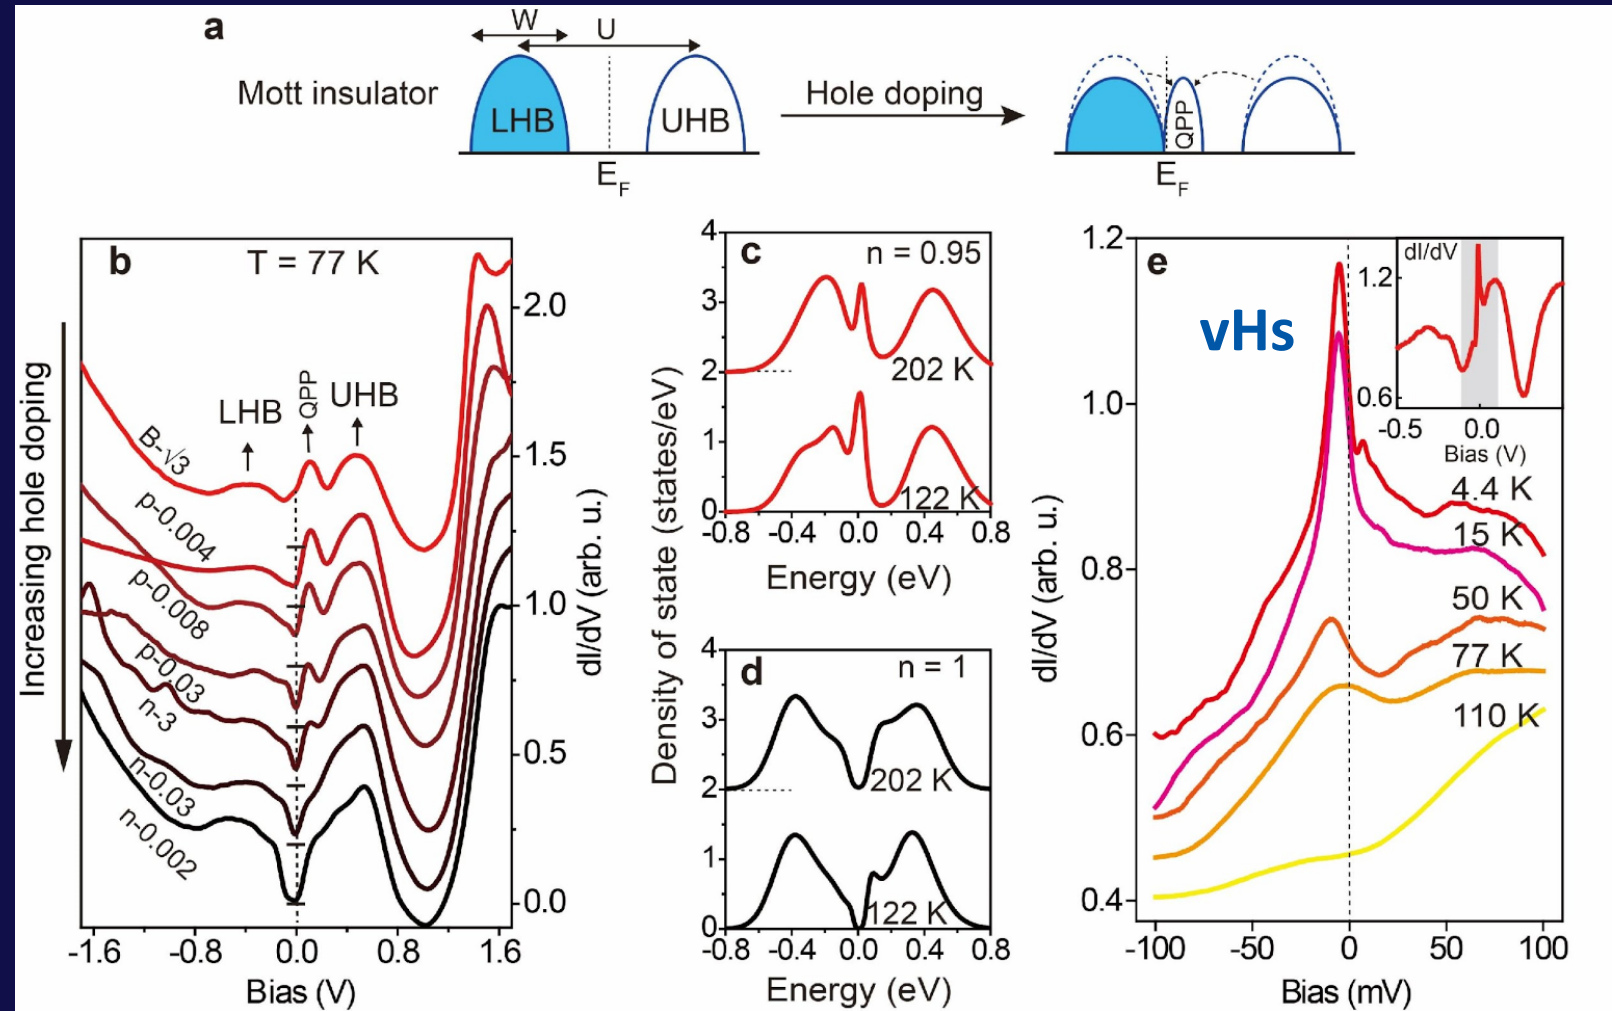 a
W
U
Mott insulator
LHB
UHB
E_F
Hole doping
QPP
E_F
b
T = 77 K
Increasing hole doping
LHB
QPP
UHB
B-√3
p-0.004
p-0.008
p-0.03
n-3
n-0.03
n-0.002
2.0
1.5
1.0
0.5
0.0
dI/dV (arb. u.)
-1.6 -0.8 0.0 0.8 1.6
Bias (V)
c
n = 0.95
4
3
2
1
0
202 K
122 K
-0.8 -0.4 0.0 0.4 0.8
Energy (eV)
Density of state (states/eV)
d
n = 1
4
3
2
1
0
202 K
122 K
-0.8 -0.4 0.0 0.4 0.8
Energy (eV)
e
vHs
1.2
1.0
0.8
0.6
0.4
dI/dV (arb. u.)
dI/dV
1.2
0.6
-0.5 0.0
Bias (V)
4.4 K
15 K
50 K
77 K
110 K
-100 -50 0 50 100
Bias (mV)